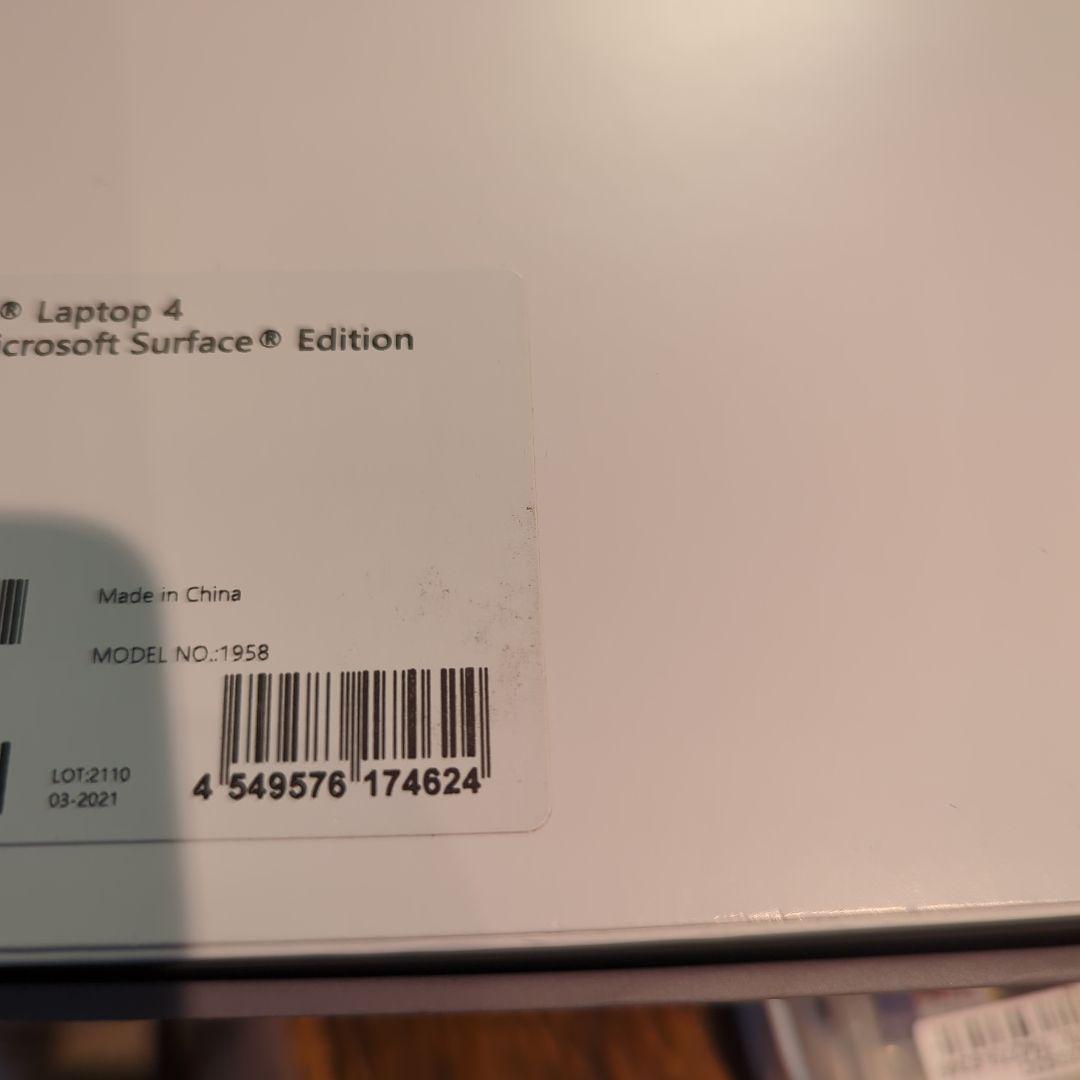 ® Laptop 4
icrosoft Surface® Edition
Made in China
MODEL NO.:1958
LOT:2110
03-2021
4 549576 174624